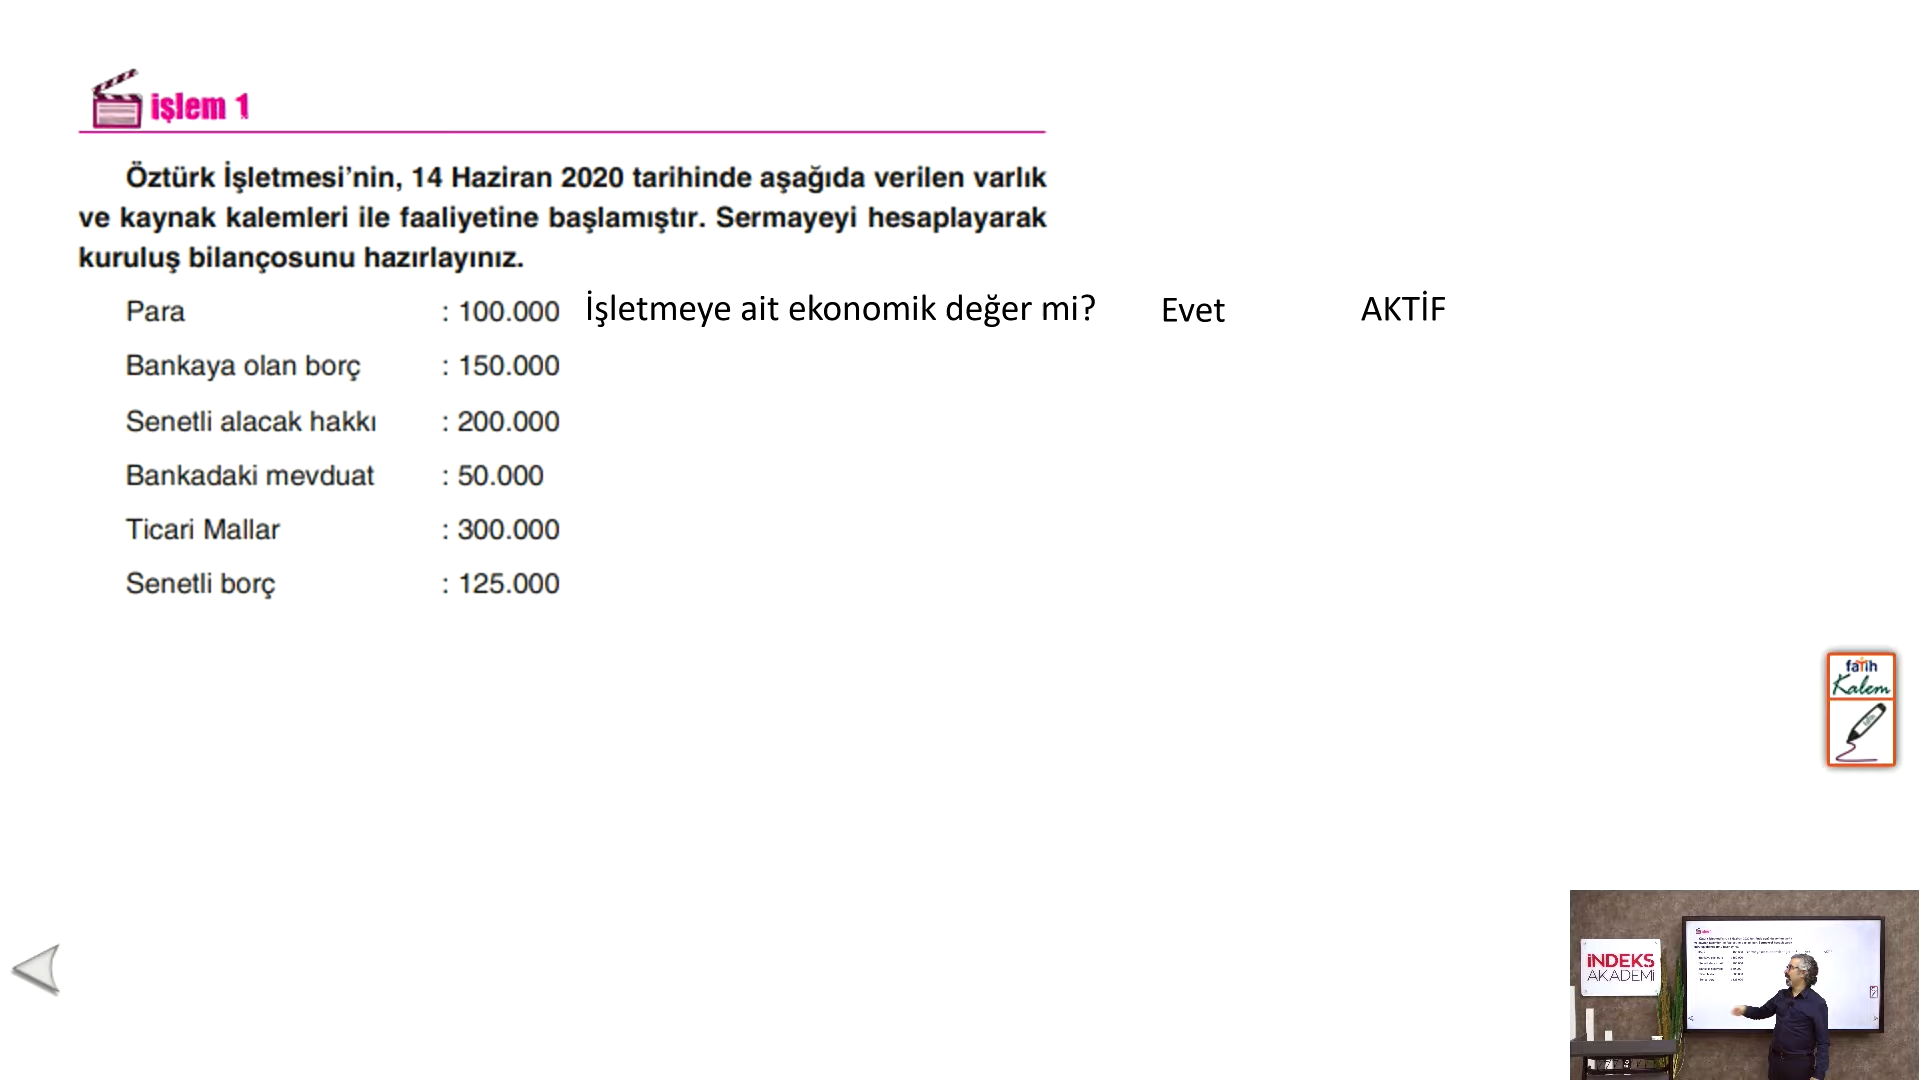 işlem 1
Öztürk İşletmesi’nin, 14 Haziran 2020 tarihinde aşağıda verilen varlık
ve kaynak kalemleri ile faaliyetine başlamıştır. Sermayeyi hesaplayarak
kuruluş bilançosunu hazırlayınız.
Para : 100.000 İşletmeye ait ekonomik değer mi? Evet AKTİF
Bankaya olan borç : 150.000
Senetli alacak hakkı : 200.000
Bankadaki mevduat : 50.000
Ticari Mallar : 300.000
Senetli borç : 125.000
fatih
Kalem
İNDEKS
AKADEMİ